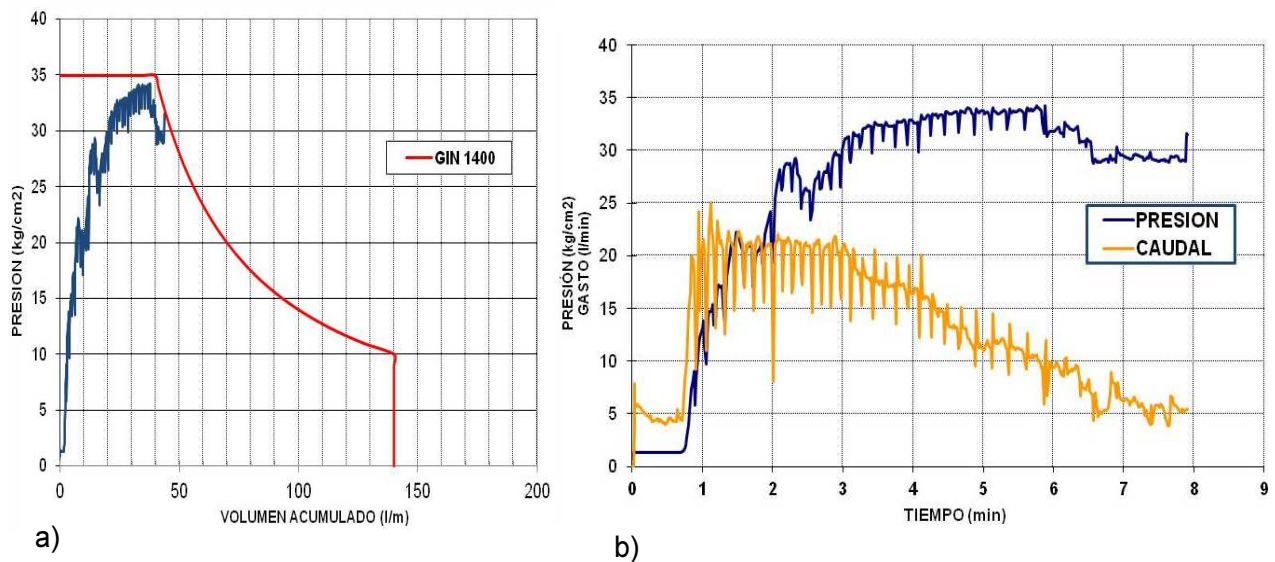 40
35
30
25
20
15
10
5
0
PRESION (kg/cm2)
0 50 100 150 200
VOLUMEN ACUMULADO (l/m)
GIN 1400
a)
40
35
30
25
20
15
10
5
0
PRESIÓN (kg/cm2)
GASTO (l/min)
0 1 2 3 4 5 6 7 8 9
TIEMPO (min)
PRESION
CAUDAL
b)